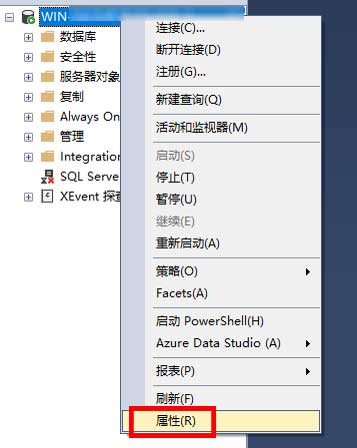 WIN
数据库
安全性
服务器对象
复制
Always On
管理
Integration
SQL Serve
XEvent 探查
连接(C)...
断开连接(D)
注册(G)...
新建查询(Q)
活动和监视器(M)
启动(S)
停止(T)
暂停(U)
继续(E)
重新启动(A)
策略(O)
Facets(A)
启动 PowerShell(H)
Azure Data Studio (A)
报表(P)
刷新(F)
属性(R)